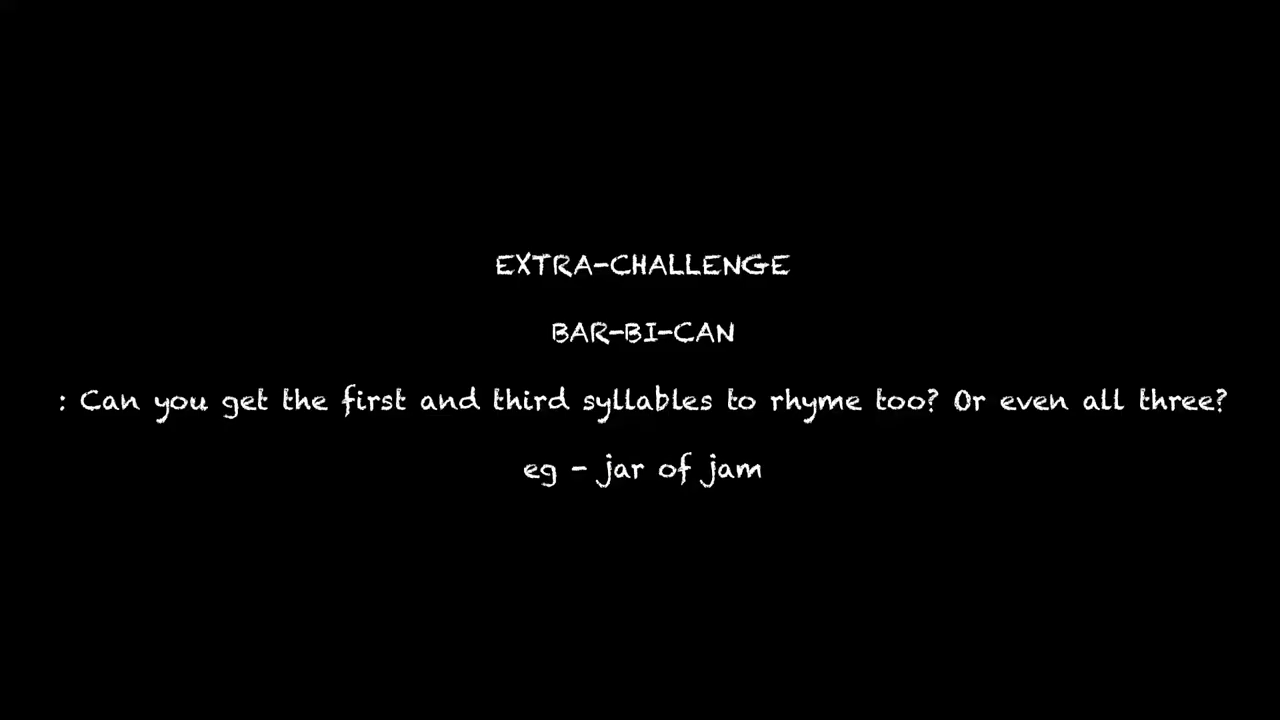 EXTRA-CHALLENGE
BAR-BI-CAN
: Can you get the first and third syllables to rhyme too? Or even all three?
eg - jar of jam